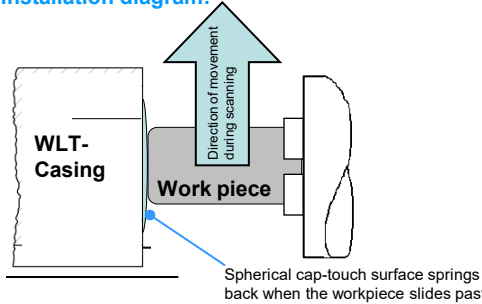 Installation diagram:
Direction of movement
during scanning
WLT-
Casing
Work piece
Spherical cap-touch surface springs
back when the workpiece slides past